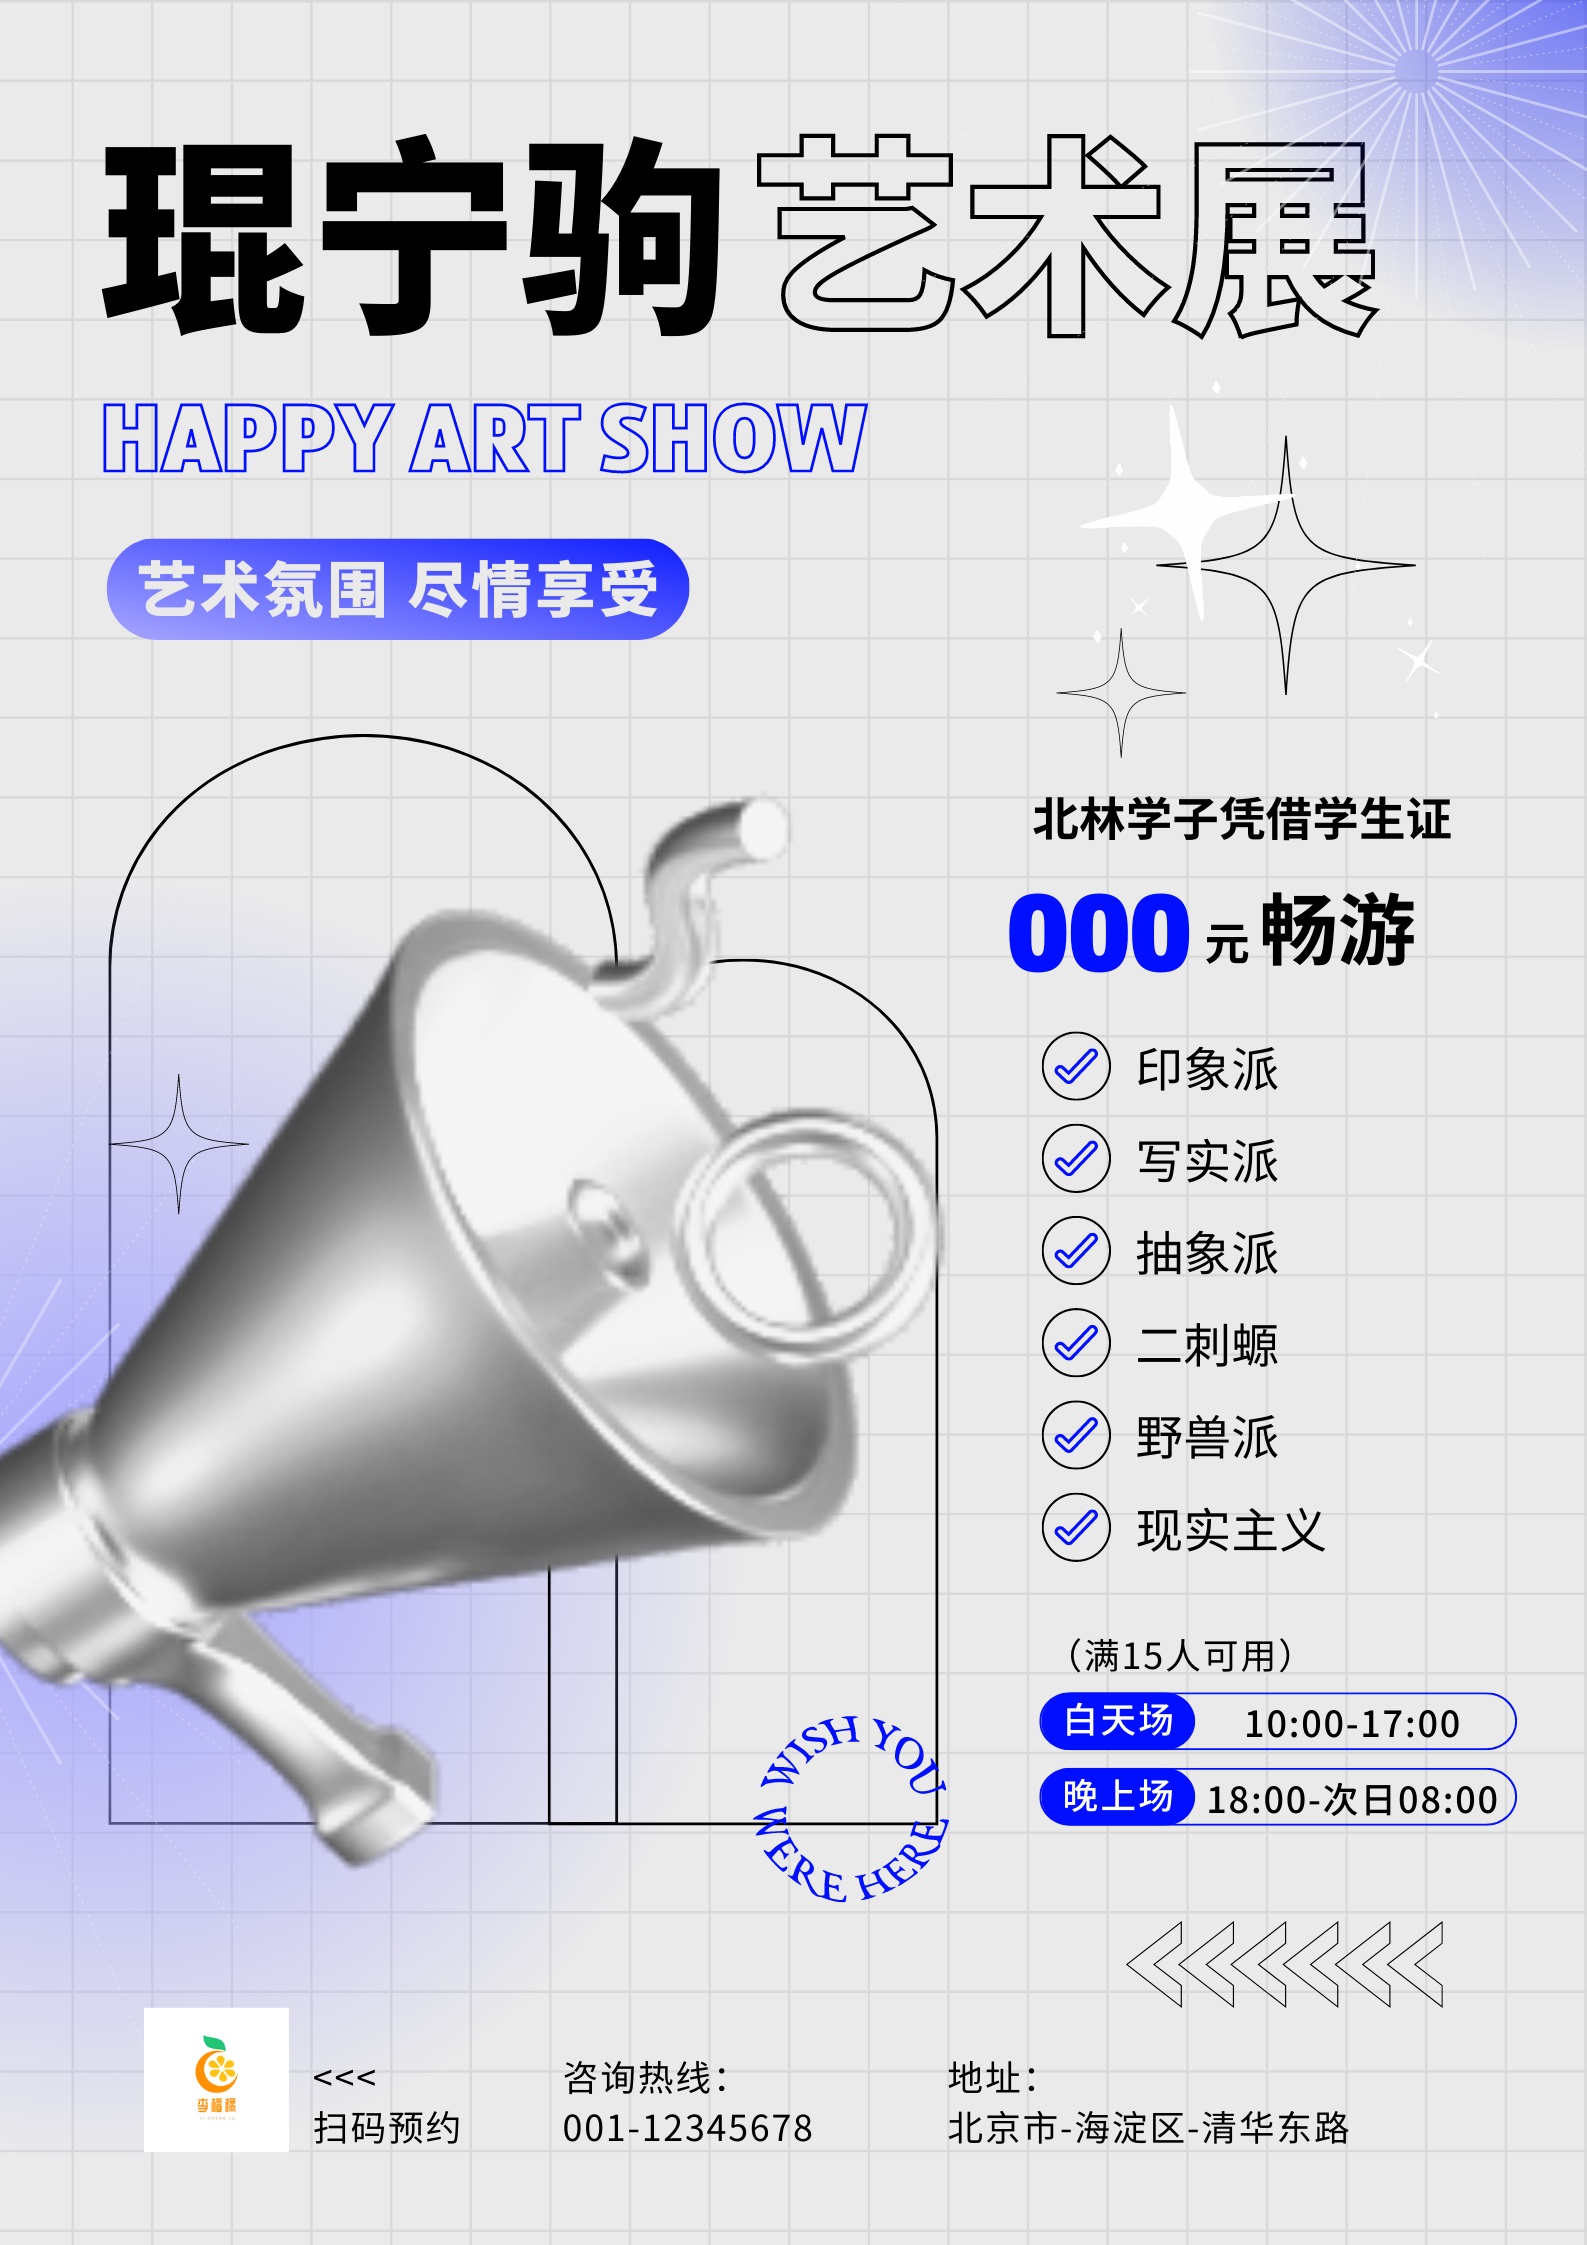 琨宁驹艺术展
HAPPY ART SHOW
艺术氛围 尽情享受
北林学子凭借学生证
000 元 畅游
印象派
写实派
抽象派
二刺螈
野兽派
现实主义
（满15人可用）
白天场 10:00-17:00
晚上场 18:00-次日08:00
WISH YOU
WERE HERE
李橙橘
<<<
扫码预约
咨询热线：
001-12345678
地址：
北京市-海淀区-清华东路